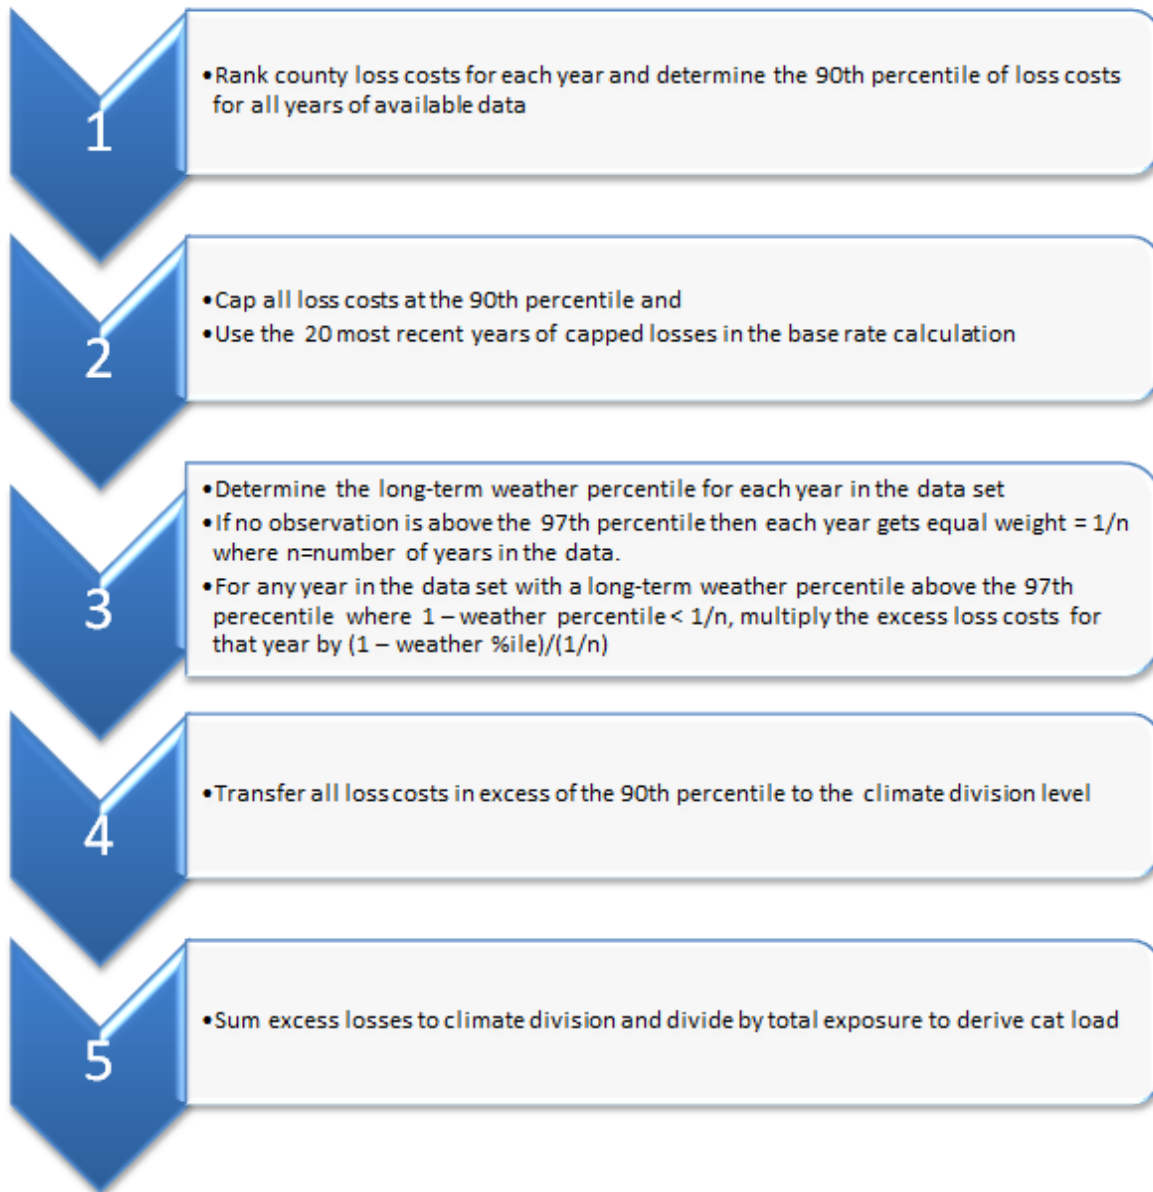 1
•Rank county loss costs for each year and determine the 90th percentile of loss costs
for all years of available data
2
•Cap all loss costs at the 90th percentile and
•Use the 20 most recent years of capped losses in the base rate calculation
3
•Determine the long-term weather percentile for each year in the data set
•If no observation is above the 97th percentile then each year gets equal weight = 1/n
where n=number of years in the data.
•For any year in the data set with a long-term weather percentile above the 97th
perecentile where 1 – weather percentile < 1/n, multiply the excess loss costs for
that year by (1 – weather %ile)/(1/n)
4
•Transfer all loss costs in excess of the 90th percentile to the climate division level
5
•Sum excess losses to climate division and divide by total exposure to derive cat load